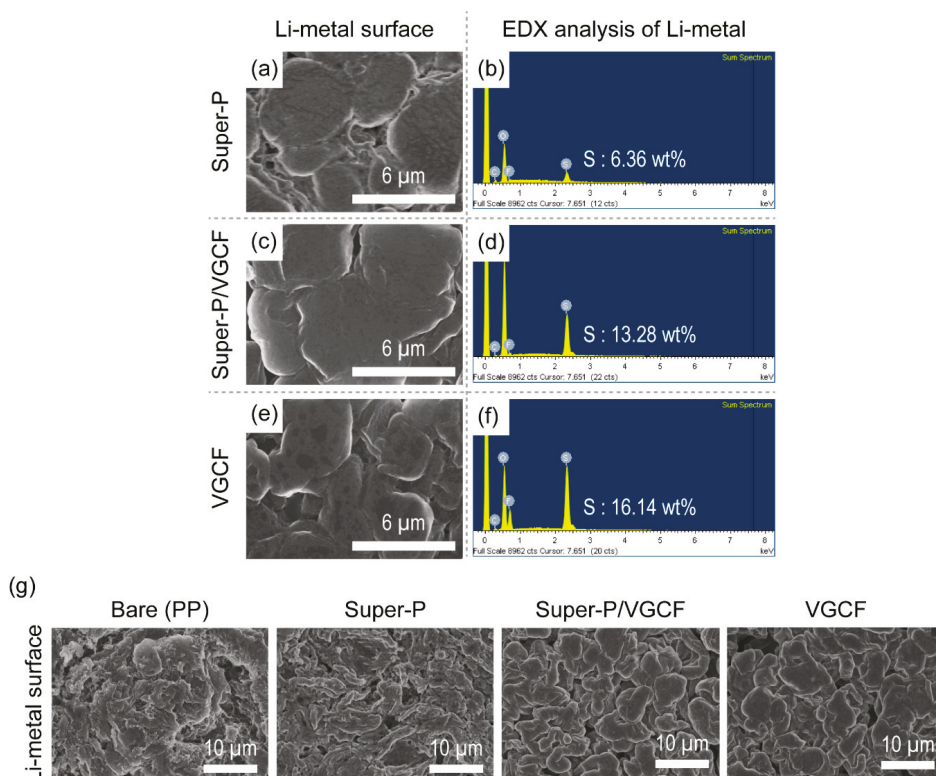 Li-metal surface
EDX analysis of Li-metal
Super-P
(a)
6 μm
(b)
Sum Spectrum
C
O
F
S
S : 6.36 wt%
0 1 2 3 4 5 6 7 8
Full Scale 8962 cts Cursor: 7.651 (12 cts)
keV
Super-P/VGCF
(c)
6 μm
(d)
Sum Spectrum
C
F
S
S : 13.28 wt%
0 1 2 3 4 5 6 7 8
Full Scale 8962 cts Cursor: 7.651 (22 cts)
keV
VGCF
(e)
6 μm
(f)
Sum Spectrum
C
O
F
S
S : 16.14 wt%
0 1 2 3 4 5 6 7 8
Full Scale 8962 cts Cursor: 7.651 (20 cts)
keV
(g)
Bare (PP)
Super-P
Super-P/VGCF
VGCF
Li-metal surface
10 μm
10 μm
10 μm
10 μm